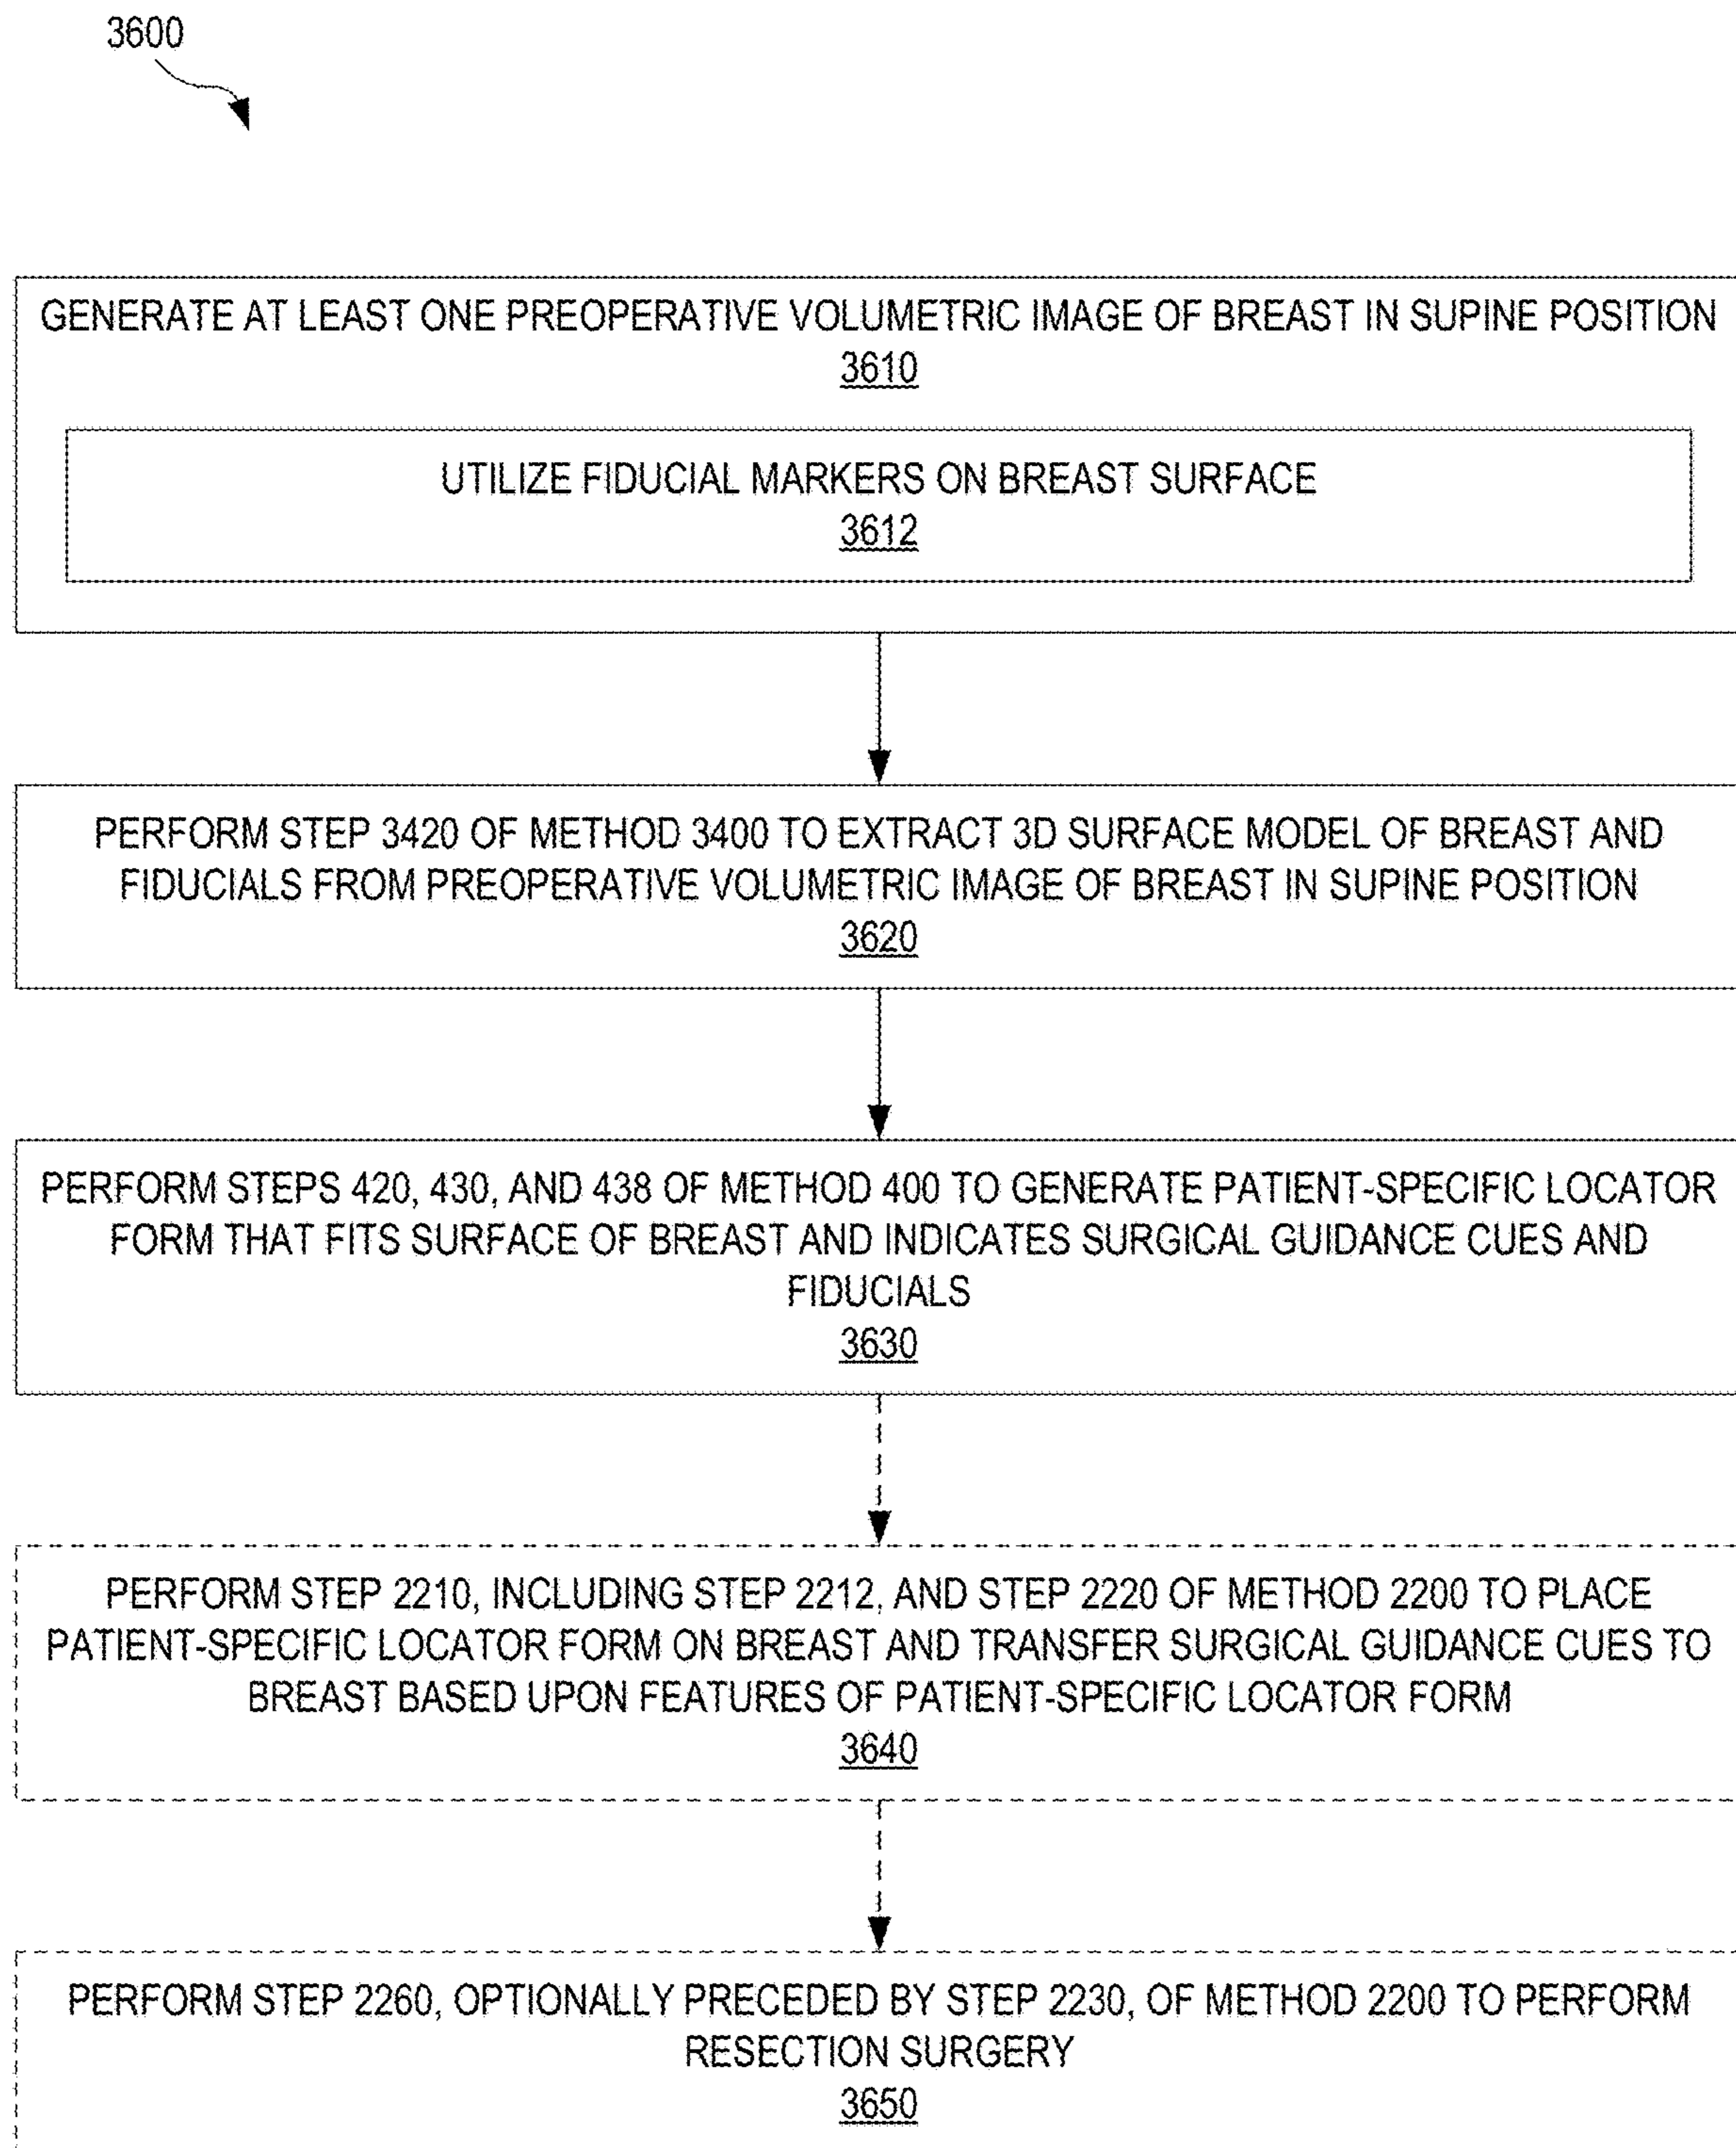 3600
GENERATE AT LEAST ONE PREOPERATIVE VOLUMETRIC IMAGE OF BREAST IN SUPINE POSITION
3610
UTILIZE FIDUCIAL MARKERS ON BREAST SURFACE
3612
PERFORM STEP 3420 OF METHOD 3400 TO EXTRACT 3D SURFACE MODEL OF BREAST AND
FIDUCIALS FROM PREOPERATIVE VOLUMETRIC IMAGE OF BREAST IN SUPINE POSITION
3620
PERFORM STEPS 420, 430, AND 438 OF METHOD 400 TO GENERATE PATIENT-SPECIFIC LOCATOR
FORM THAT FITS SURFACE OF BREAST AND INDICATES SURGICAL GUIDANCE CUES AND
FIDUCIALS
3630
PERFORM STEP 2210, INCLUDING STEP 2212, AND STEP 2220 OF METHOD 2200 TO PLACE
PATIENT-SPECIFIC LOCATOR FORM ON BREAST AND TRANSFER SURGICAL GUIDANCE CUES TO
BREAST BASED UPON FEATURES OF PATIENT-SPECIFIC LOCATOR FORM
3640
PERFORM STEP 2260, OPTIONALLY PRECEDED BY STEP 2230, OF METHOD 2200 TO PERFORM
RESECTION SURGERY
3650